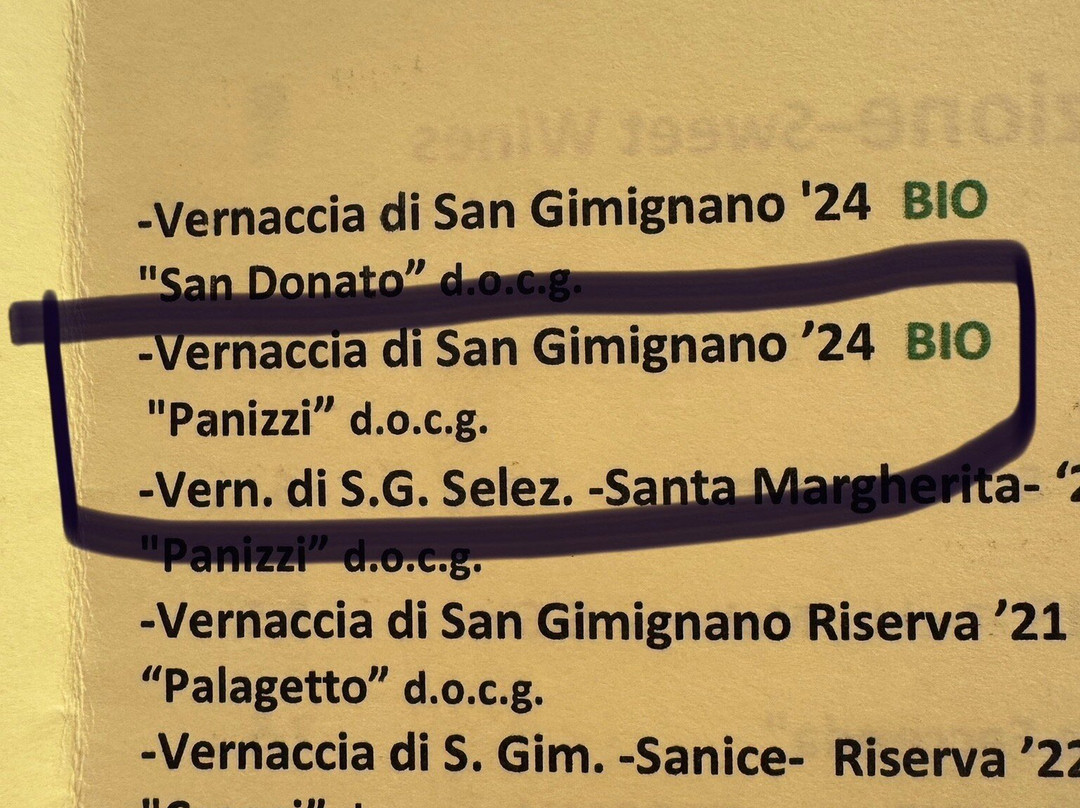 -Vernaccia di San Gimignano '24 BIO
"San Donato” d.o.c.g.
-Vernaccia di San Gimignano ’24 BIO
"Panizzi” d.o.c.g.
-Vern. di S.G. Selez. -Santa Margherita-
"Panizzi” d.o.c.g.
-Vernaccia di San Gimignano Riserva ’21
“Palagetto” d.o.c.g.
-Vernaccia di S. Gim. -Sanice- Riserva ’22